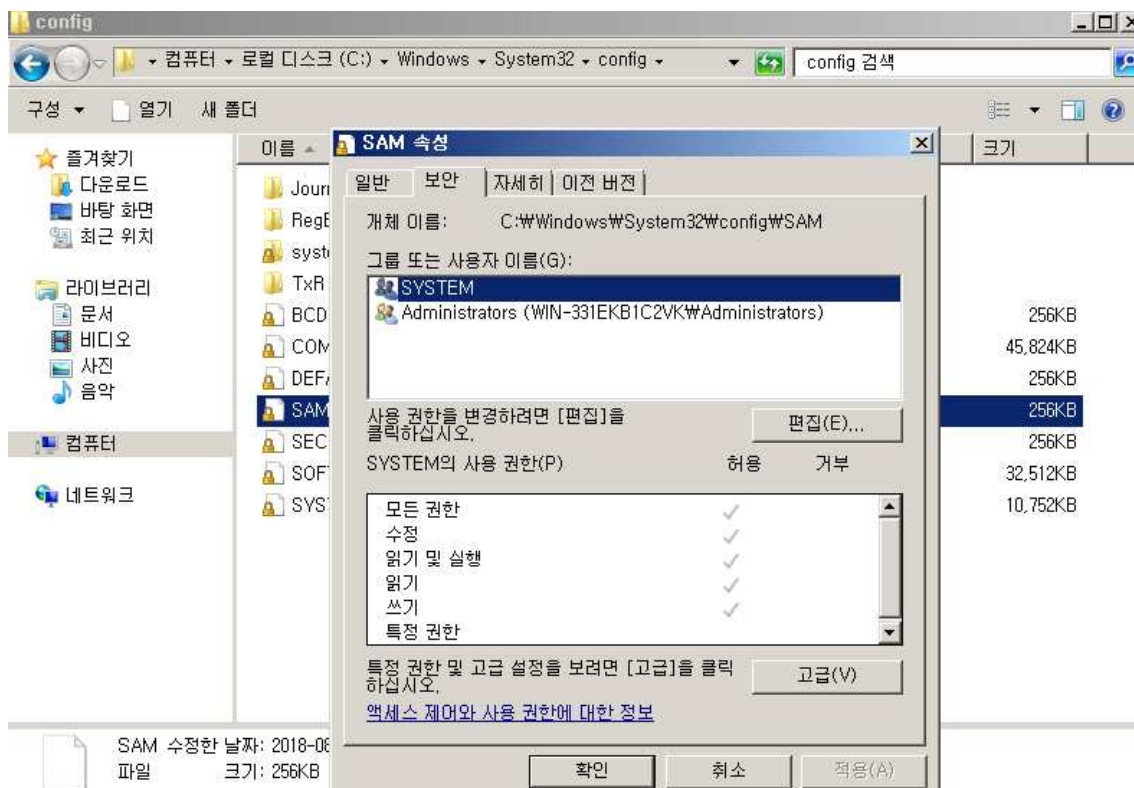 config
컴퓨터 로컬 디스크 (C:) Windows System32 config
config 검색
구성 열기 새 폴더
이름 크기
즐겨찾기
다운로드
바탕 화면
최근 위치
라이브러리
문서
비디오
사진
음악
컴퓨터
네트워크
Journ
RegB
syst
TxR
BCD 256KB
COM 45,824KB
DEFA 256KB
SAM 256KB
SEC 256KB
SOF 32,512KB
SYS 10,752KB
SAM 속성
일반 보안 자세히 이전 버전
개체 이름: C:₩Windows₩System32₩config₩SAM
그룹 또는 사용자 이름(G):
SYSTEM
Administrators (WIN-331EKB1C2VK₩Administrators)
사용 권한을 변경하려면 [편집]을
클릭하십시오.
편집(E)...
SYSTEM의 사용 권한(P) 허용 거부
모든 권한
수정
읽기 및 실행
읽기
쓰기
특정 권한
특정 권한 및 고급 설정을 보려면 [고급]을 클릭
하십시오.
고급(V)
액세스 제어와 사용 권한에 대한 정보
확인 취소 적용(A)
SAM 수정한 날짜: 2018-08
파일 크기: 256KB